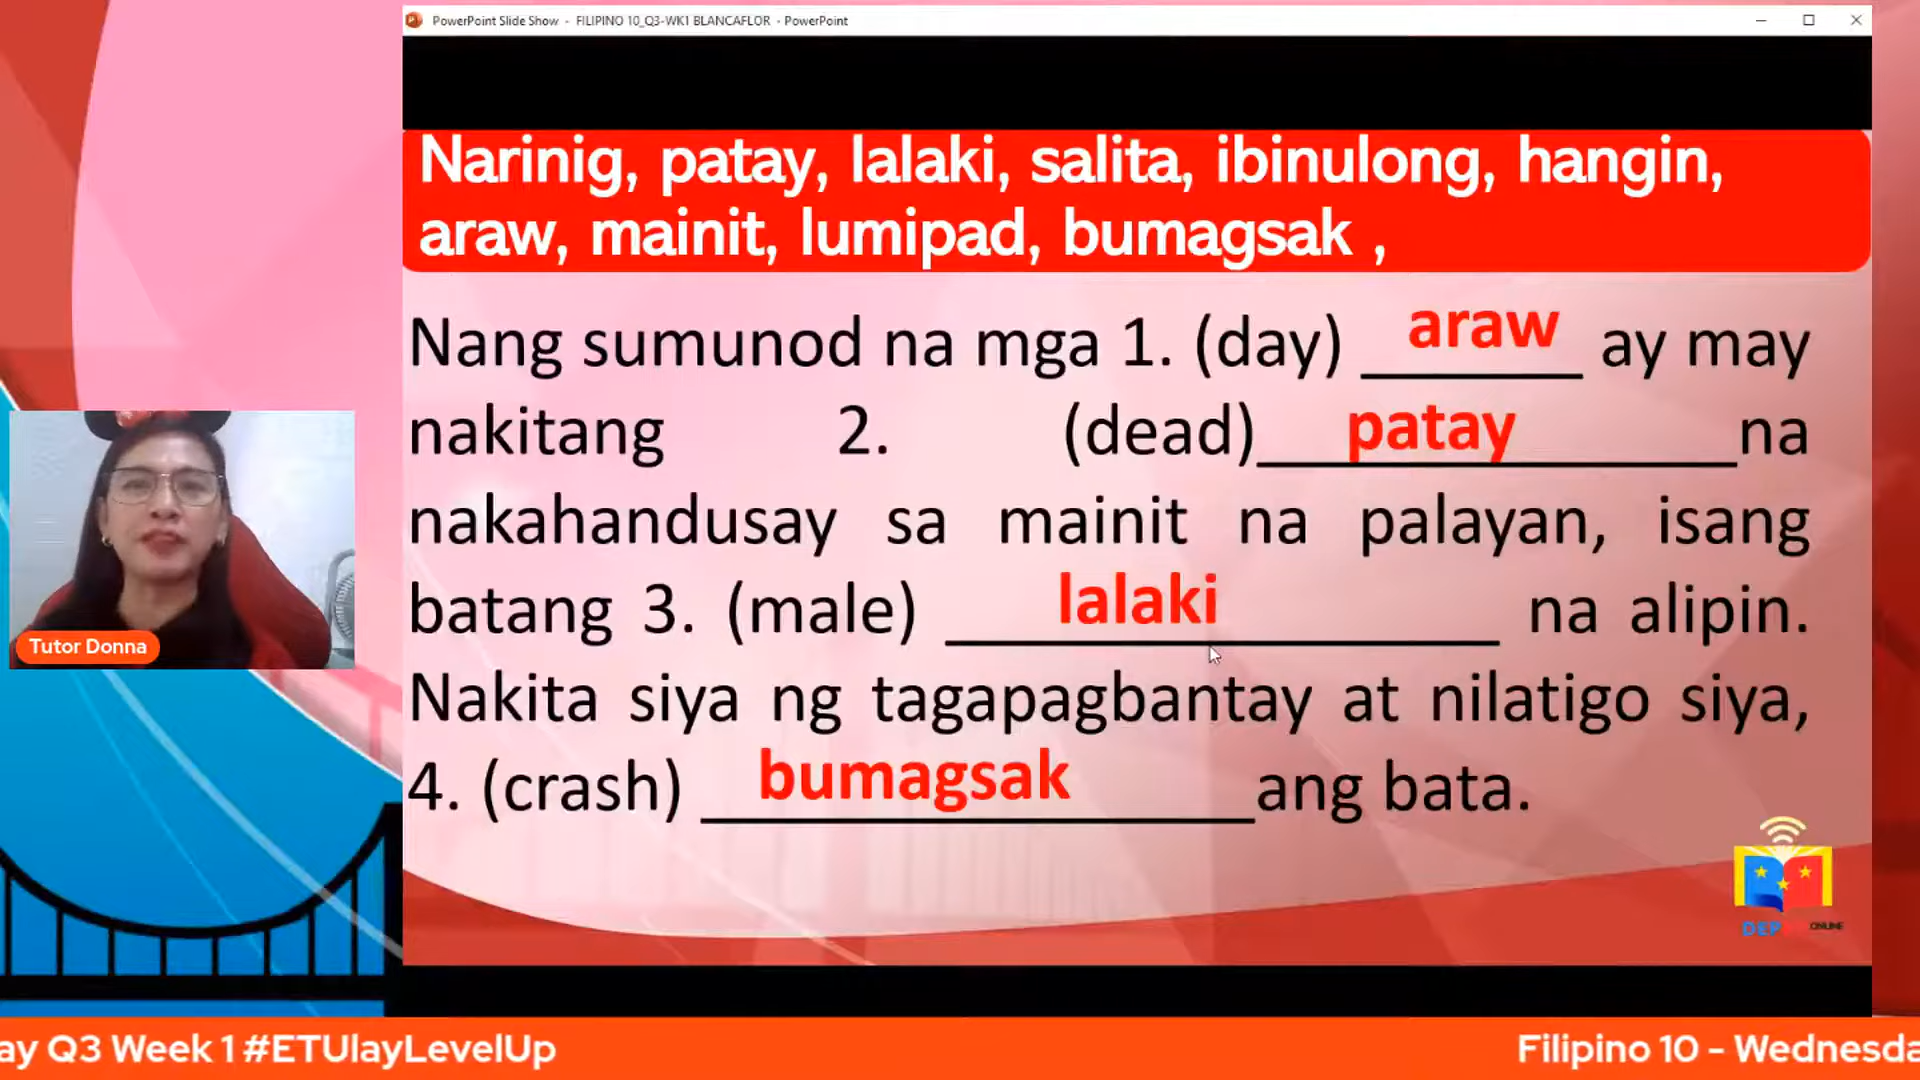 PowerPoint Slide Show - FILIPINO 10_Q3-WK1 BLANCAFLOR - PowerPoint
Narinig, patay, lalaki, salita, ibinulong, hangin,
araw, mainit, lumipad, bumagsak ,
Nang sumunod na mga 1. (day) araw ay may
nakitang 2. (dead) patay na
nakahandusay sa mainit na palayan, isang
batang 3. (male) lalaki na alipin.
Nakita siya ng tagapagbantay at nilatigo siya,
4. (crash) bumagsak ang bata.
Tutor Donna
DEP ONLINE
ay Q3 Week 1 #ETUlayLevelUp
Filipino 10 - Wednesda